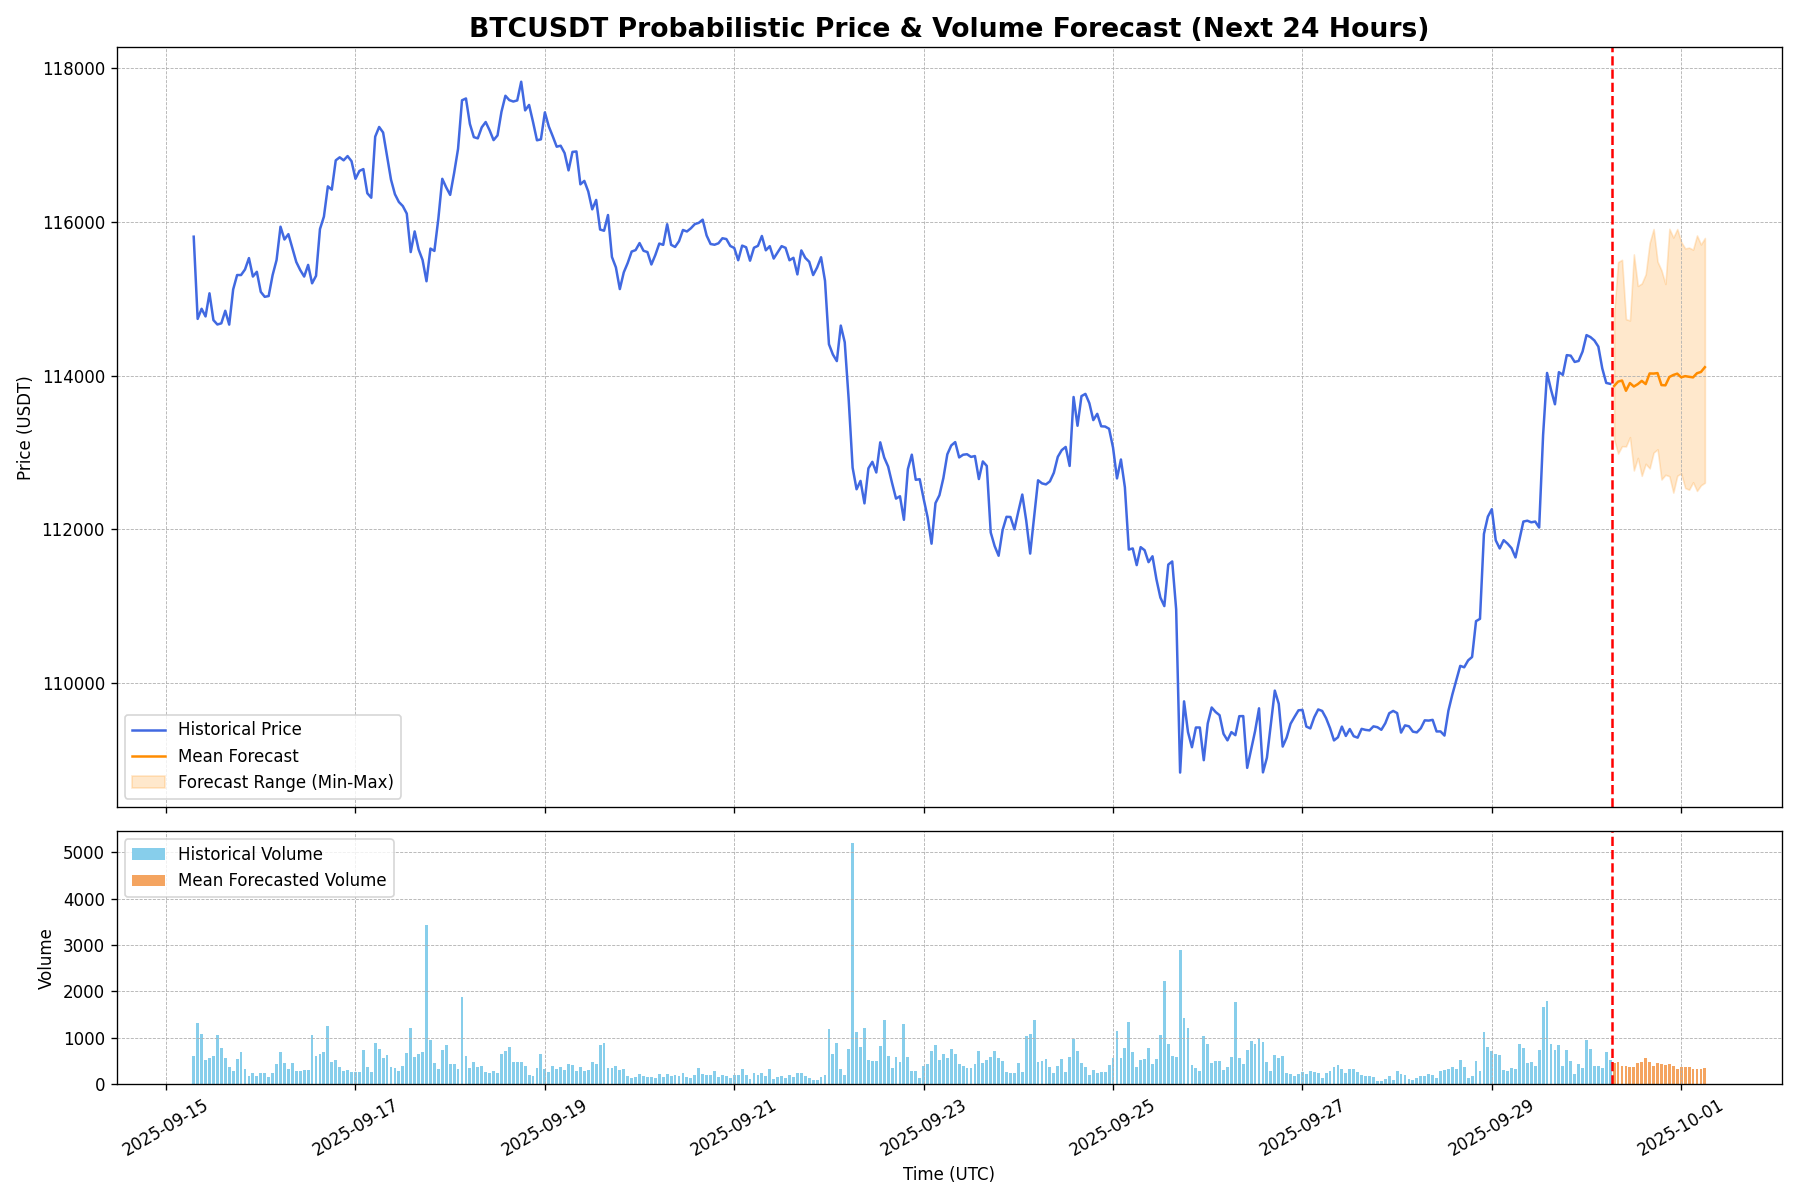 BTCUSDT Probabilistic Price & Volume Forecast (Next 24 Hours)
118000
116000
114000
112000
110000
Price (USDT)
Historical Price
Mean Forecast
Forecast Range (Min-Max)
Historical Volume
Mean Forecasted Volume
5000
4000
3000
2000
1000
0
Volume
2025-09-15
2025-09-17
2025-09-19
2025-09-21
2025-09-23
2025-09-25
2025-09-27
2025-09-29
2025-10-01
Time (UTC)